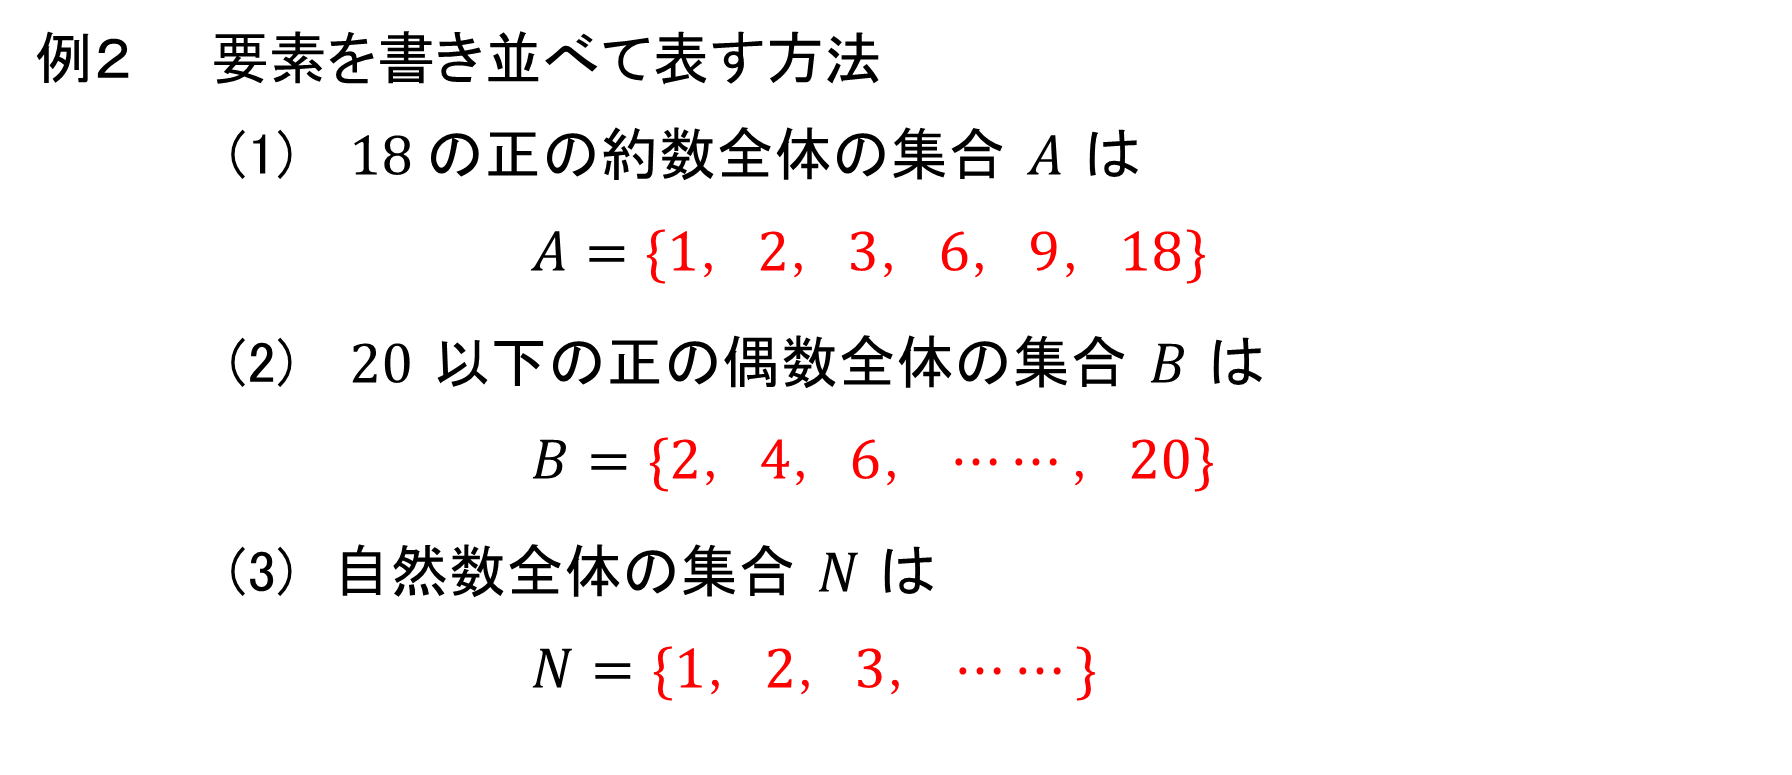 例２　要素を書き並べて表す方法
(1)　18 の正の約数全体の集合 A は
A = {1, 2, 3, 6, 9, 18}
(2)　20 以下の正の偶数全体の集合 B は
B = {2, 4, 6, ⋯⋯, 20}
(3)　自然数全体の集合 N は
N = {1, 2, 3, ⋯⋯}